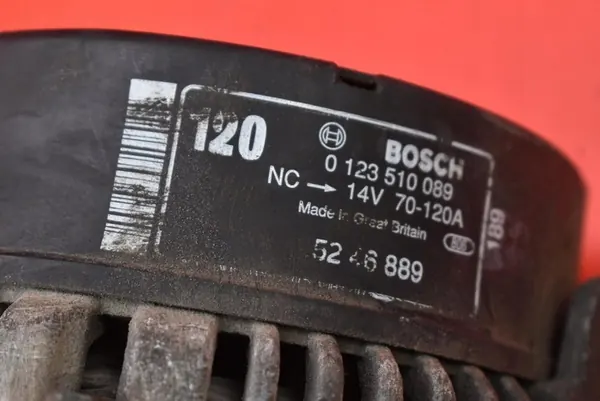 120
BOSCH
0 123 510 089
NC → 14V 70-120A
Made in Great Britain
52 46 889
189